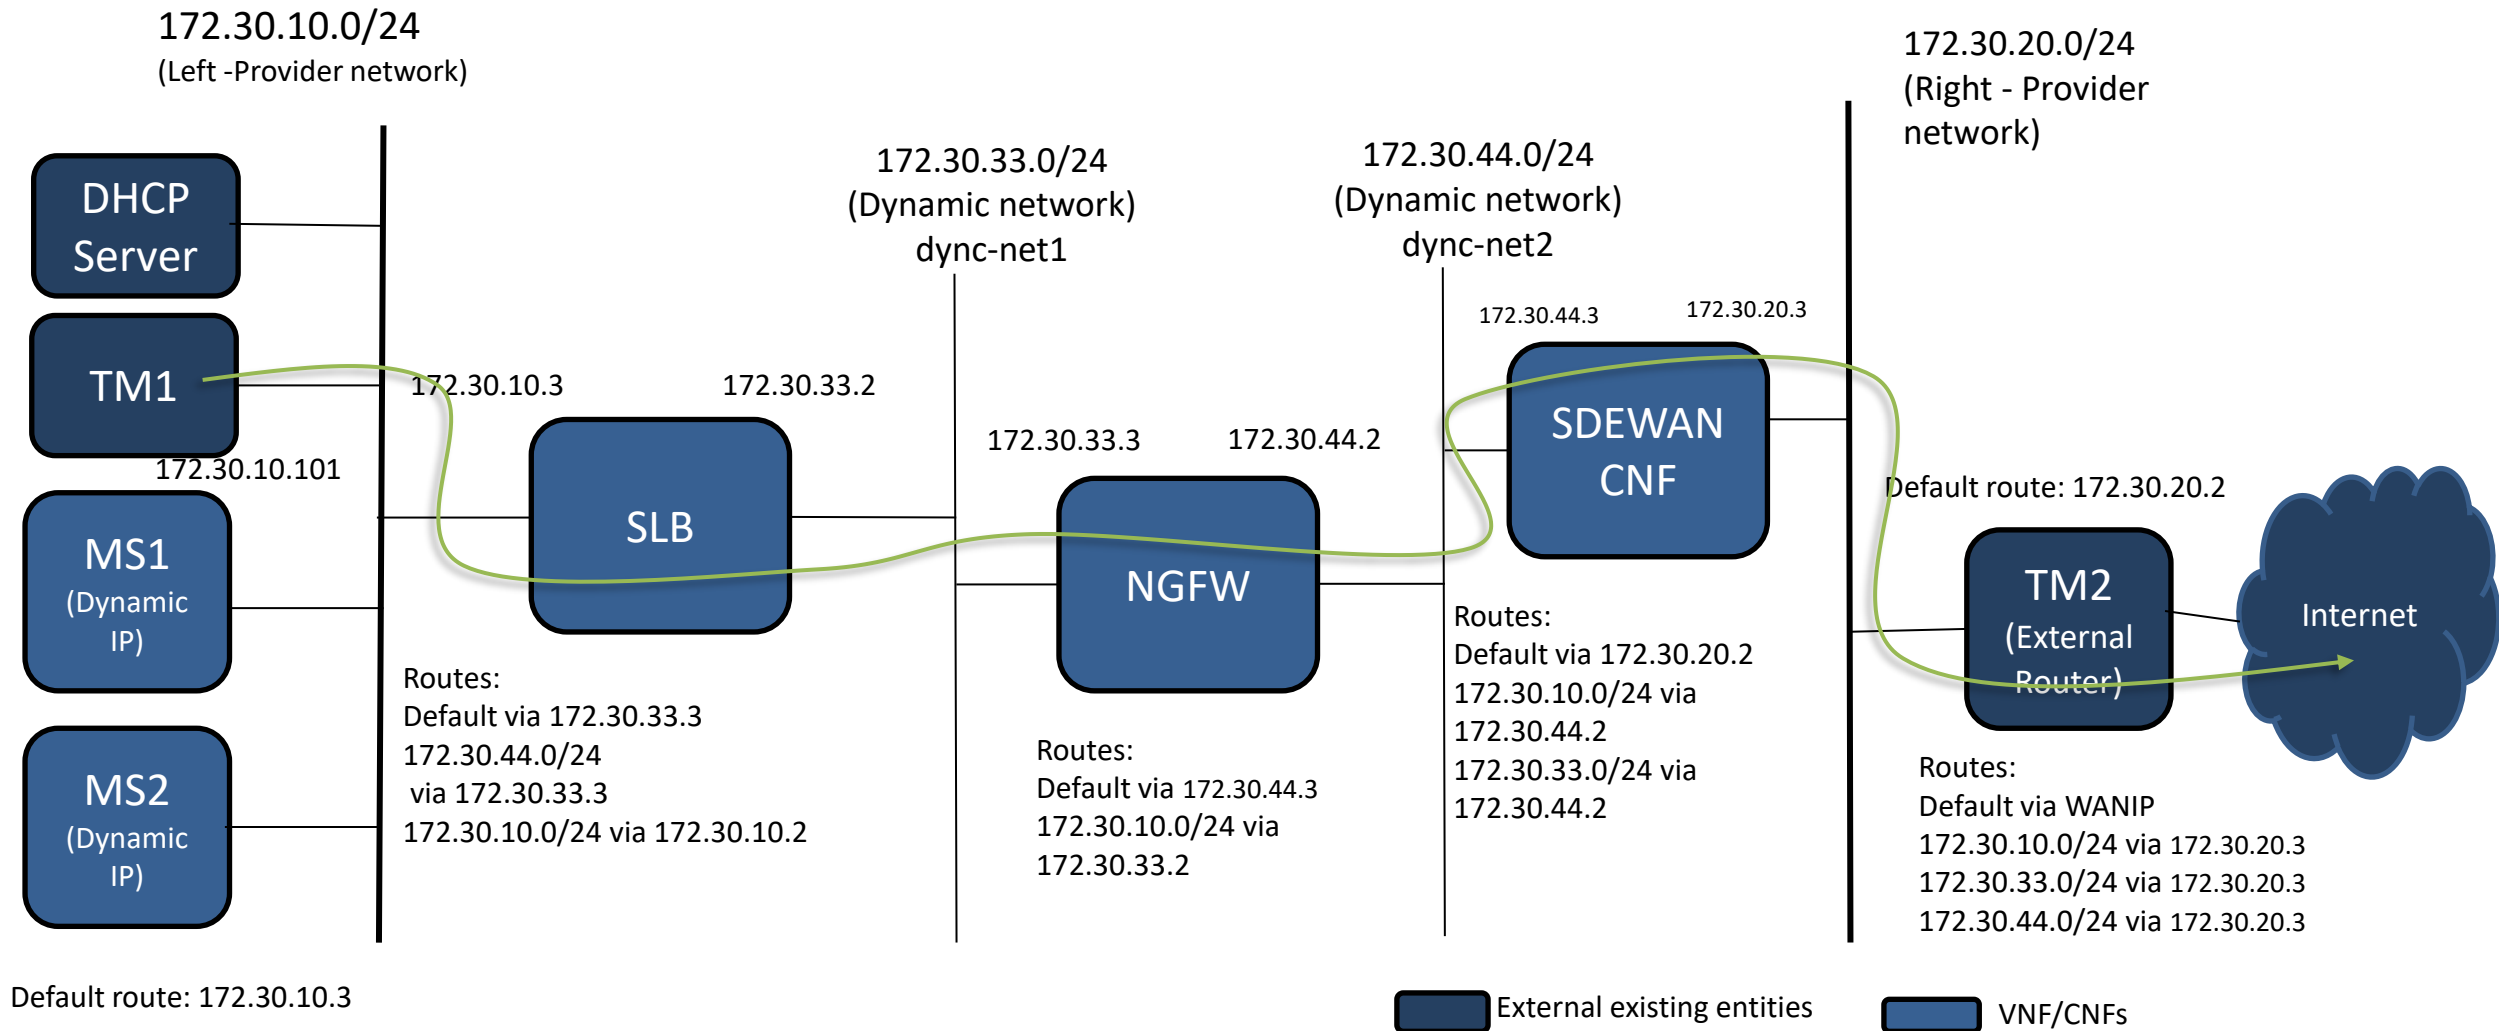 172.30.10.0/24
(Left -Provider network)
172.30.20.0/24
(Right - Provider
network)
172.30.33.0/24
(Dynamic network)
dync-net1
172.30.44.0/24
(Dynamic network)
dync-net2
DHCP
Server
TM1
172.30.10.101
MS1
(Dynamic
IP)
MS2
(Dynamic
IP)
Default route: 172.30.10.3
172.30.10.3
172.30.33.2
SLB
Routes:
Default via 172.30.33.3
172.30.44.0/24
via 172.30.33.3
172.30.10.0/24 via 172.30.10.2
172.30.33.3
172.30.44.2
NGFW
Routes:
Default via 172.30.44.3
172.30.10.0/24 via
172.30.33.2
172.30.44.3
172.30.20.3
SDEWAN
CNF
Routes:
Default via 172.30.20.2
172.30.10.0/24 via
172.30.44.2
172.30.33.0/24 via
172.30.44.2
Default route: 172.30.20.2
TM2
(External
Router)
Internet
Routes:
Default via WANIP
172.30.10.0/24 via 172.30.20.3
172.30.33.0/24 via 172.30.20.3
172.30.44.0/24 via 172.30.20.3
External existing entities
VNF/CNFs